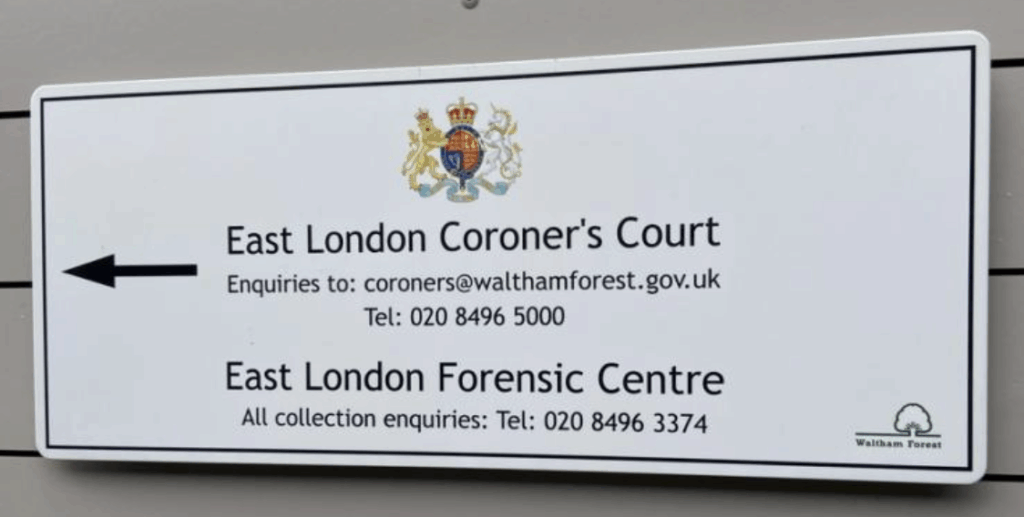 East London Coroner's Court
Enquiries to: coroners@walthamforest.gov.uk
Tel: 020 8496 5000
East London Forensic Centre
All collection enquiries: Tel: 020 8496 3374
Waltham Forest